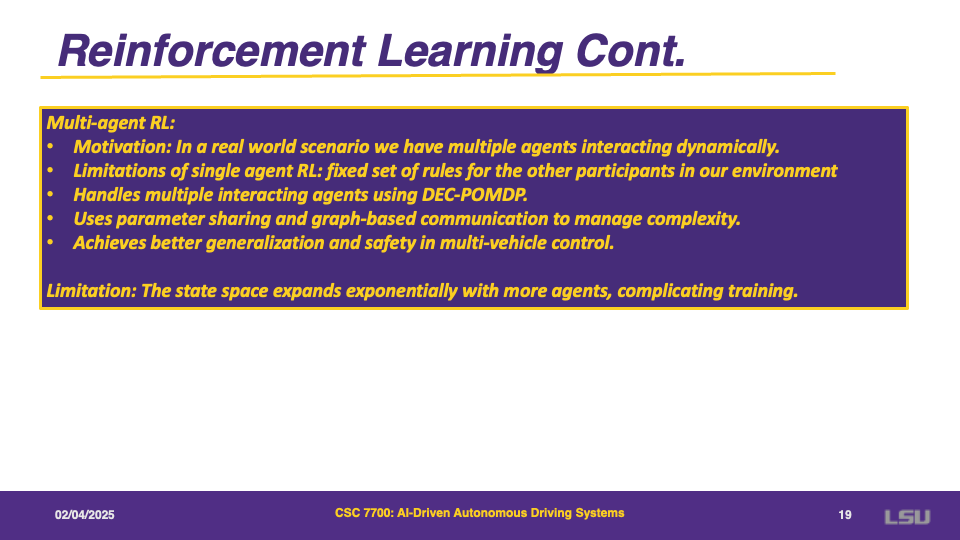 Reinforcement Learning Cont.
Multi-agent RL:
• Motivation: In a real world scenario we have multiple agents interacting dynamically.
• Limitations of single agent RL: fixed set of rules for the other participants in our environment
• Handles multiple interacting agents using DEC-POMDP.
• Uses parameter sharing and graph-based communication to manage complexity.
• Achieves better generalization and safety in multi-vehicle control.
Limitation: The state space expands exponentially with more agents, complicating training.
02/04/2025
CSC 7700: AI-Driven Autonomous Driving Systems
19
LSU